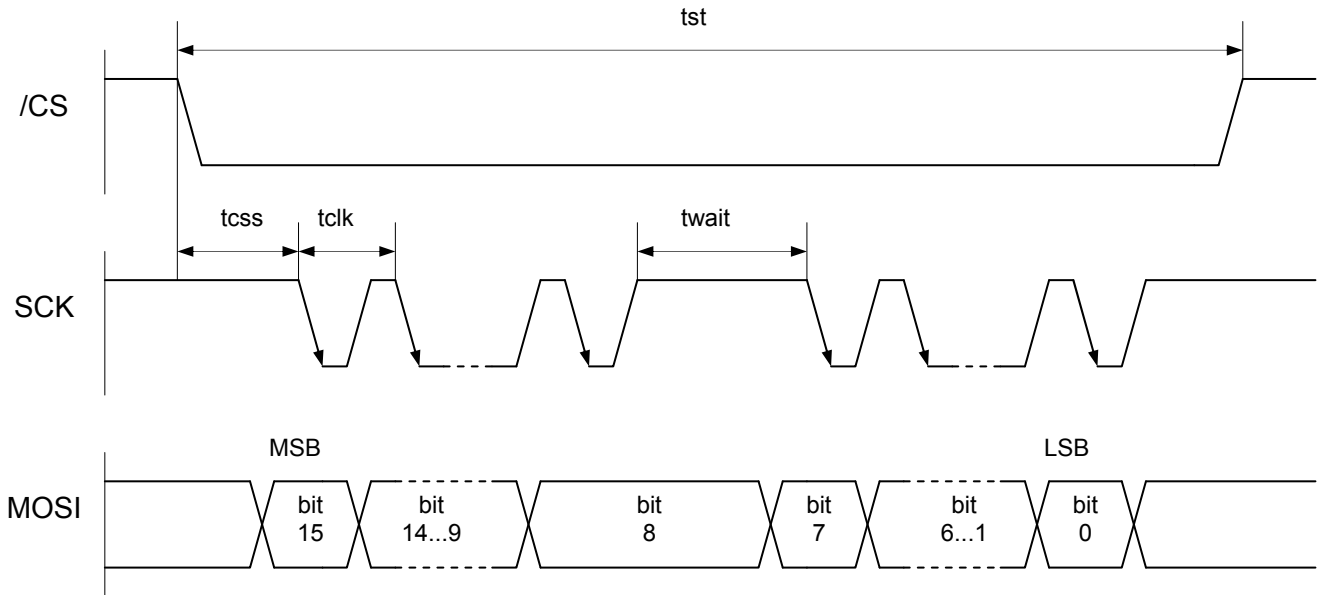 tst
/CS
tcss
tclk
twait
SCK
MSB
LSB
MOSI
bit
15
bit
14...9
bit
8
bit
7
bit
6...1
bit
0